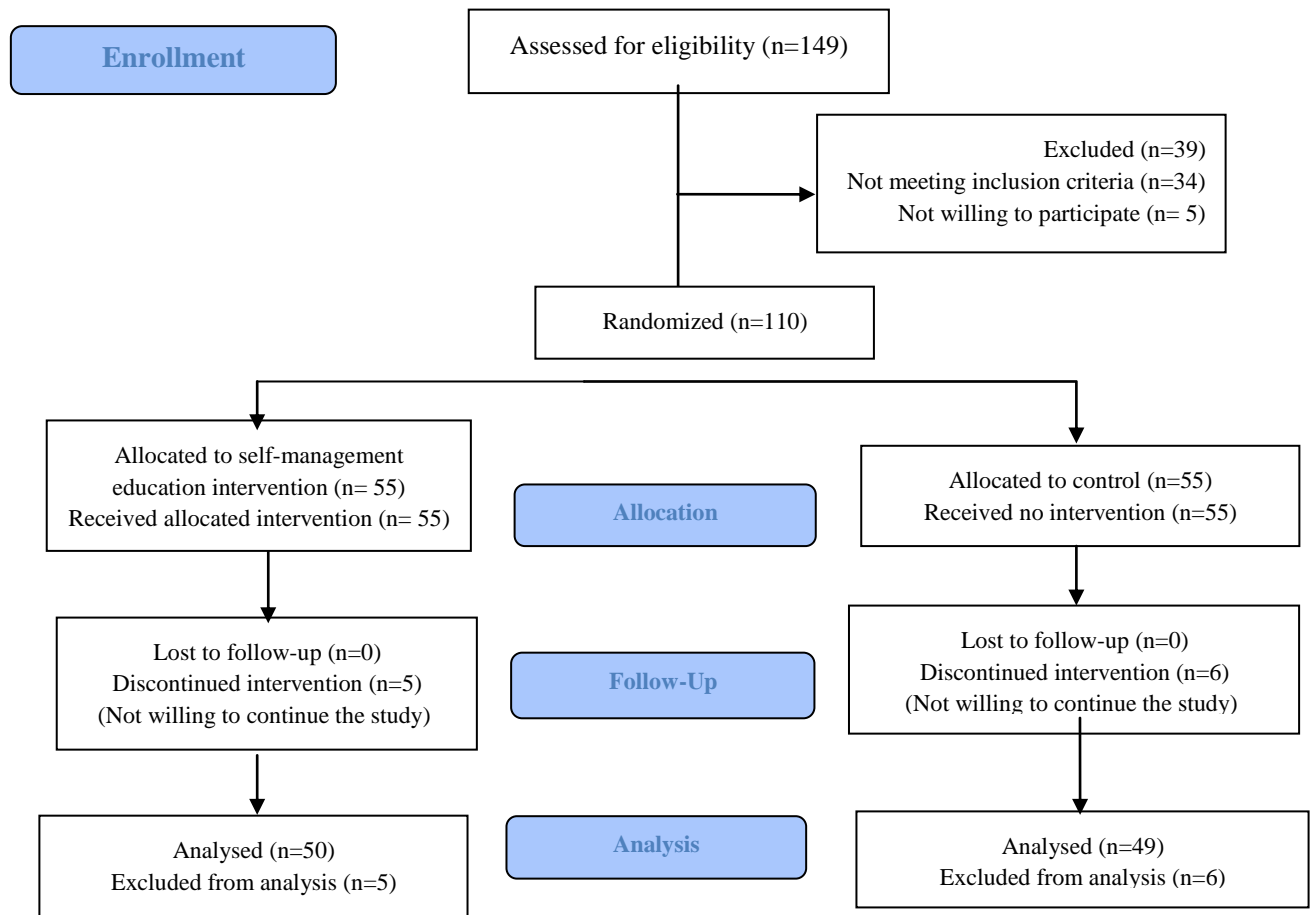 Enrollment
Assessed for eligibility (n=149)
Excluded (n=39)
Not meeting inclusion criteria (n=34)
Not willing to participate (n= 5)
Randomized (n=110)
Allocated to self-management
education intervention (n= 55)
Received allocated intervention (n= 55)
Allocation
Allocated to control (n=55)
Received no intervention (n=55)
Lost to follow-up (n=0)
Discontinued intervention (n=5)
(Not willing to continue the study)
Follow-Up
Lost to follow-up (n=0)
Discontinued intervention (n=6)
(Not willing to continue the study)
Analysed (n=50)
Excluded from analysis (n=5)
Analysis
Analysed (n=49)
Excluded from analysis (n=6)